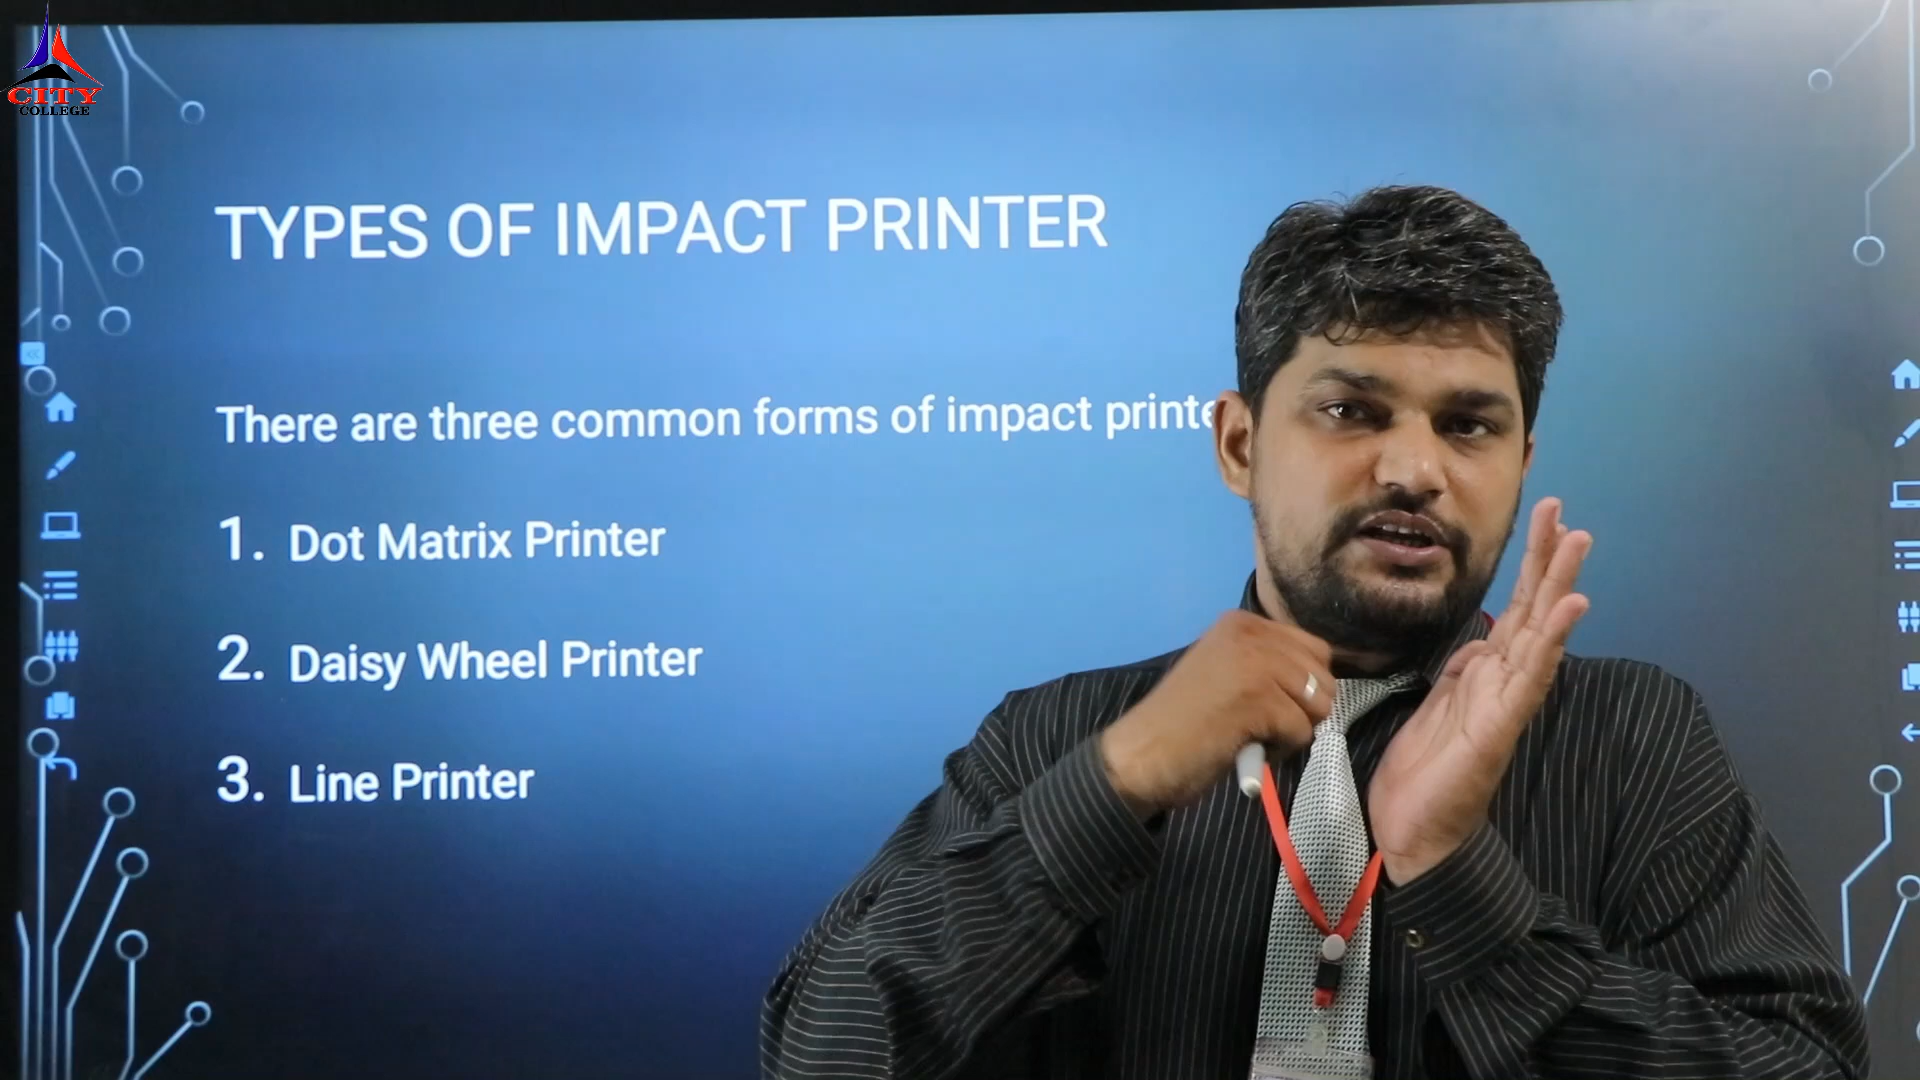 CITY
COLLEGE
TYPES OF IMPACT PRINTER
There are three common forms of impact
1. Dot Matrix Printer
2. Daisy Wheel Printer
3. Line Printer